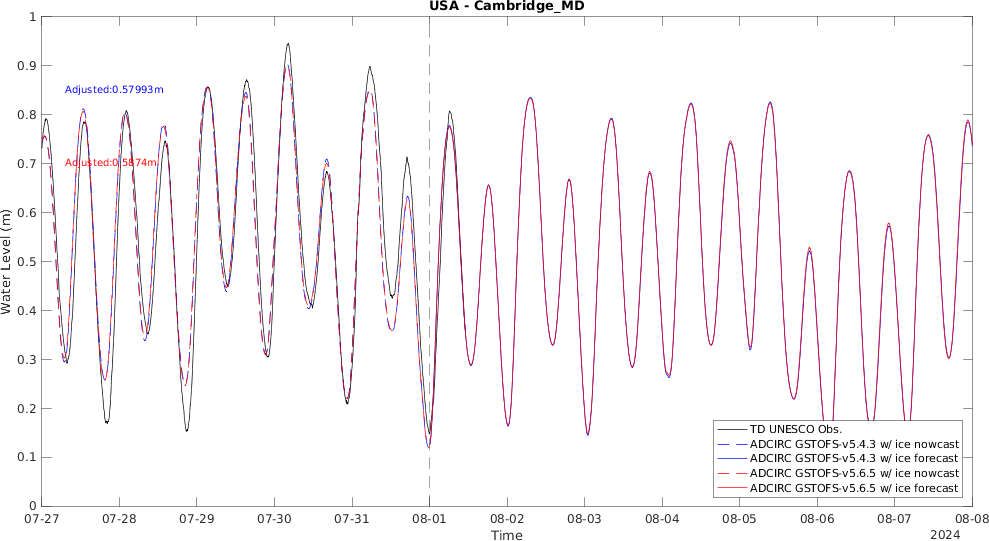 USA - Cambridge_MD
1
0.9
0.8
0.7
0.6
0.5
0.4
0.3
0.2
0.1
0
Water Level (m)
Adjusted:0.57993m
Adjusted:0.5874m
TD UNESCO Obs.
ADCIRC GSTOFS-v5.4.3 w/ ice nowcast
ADCIRC GSTOFS-v5.4.3 w/ ice forecast
ADCIRC GSTOFS-v5.6.5 w/ ice nowcast
ADCIRC GSTOFS-v5.6.5 w/ ice forecast
07-27 07-28 07-29 07-30 07-31 08-01 08-02 08-03 08-04 08-05 08-06 08-07 08-08
Time
2024